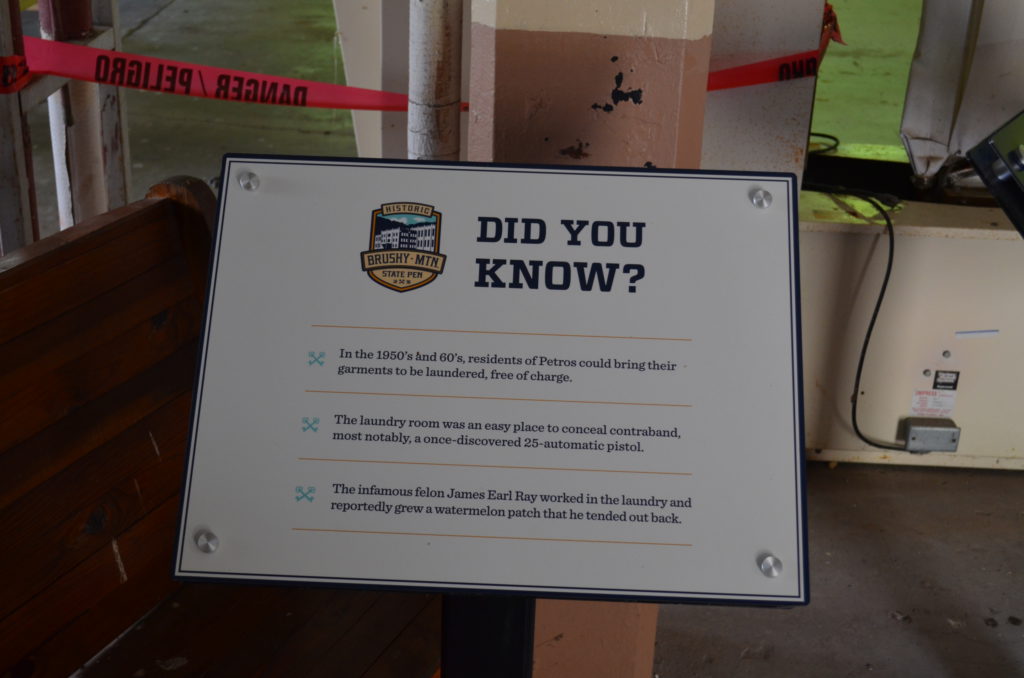 DANGER / PELIGRO
HISTORIC
BRUSHY - MTN
STATE PEN
DID YOU
KNOW?
In the 1950's and 60's, residents of Petros could bring their
garments to be laundered, free of charge.
The laundry room was an easy place to conceal contraband,
most notably, a once-discovered 25-automatic pistol.
The infamous felon James Earl Ray worked in the laundry and
reportedly grew a watermelon patch that he tended out back.